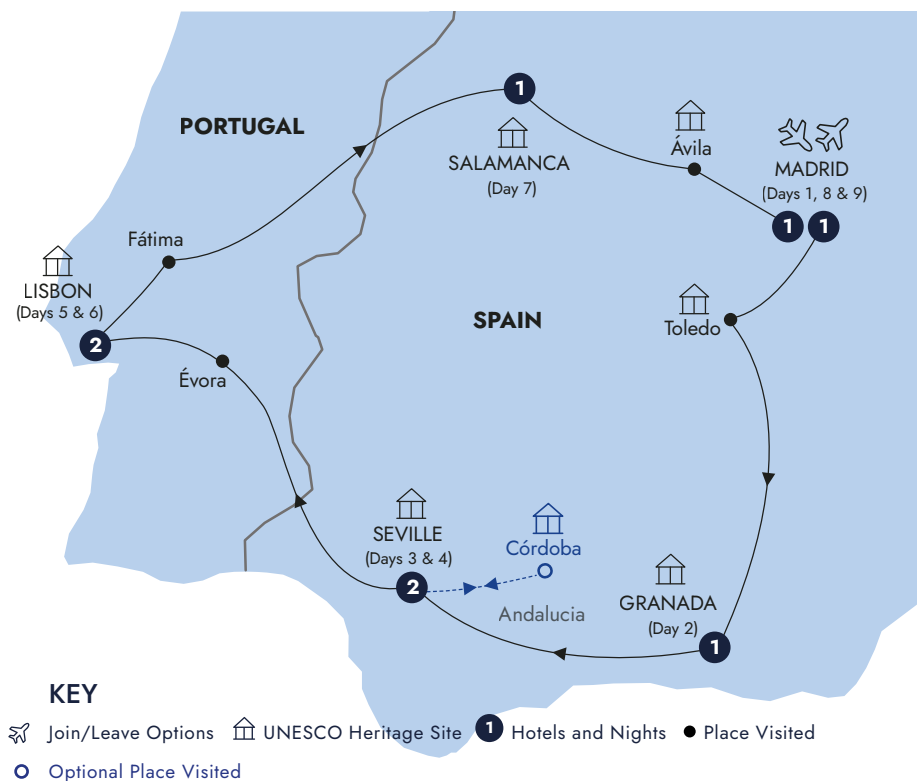 PORTUGAL
1
SALAMANCA
(Day 7)
Ávila
MADRID
(Days 1, 8 & 9)
1
1
Fátima
LISBON
(Days 5 & 6)
2
Évora
SPAIN
Toledo
SEVILLE
(Days 3 & 4)
2
Córdoba
Andalucia
GRANADA
(Day 2)
1
KEY
Join/Leave Options
UNESCO Heritage Site
1
Hotels and Nights
Place Visited
Optional Place Visited